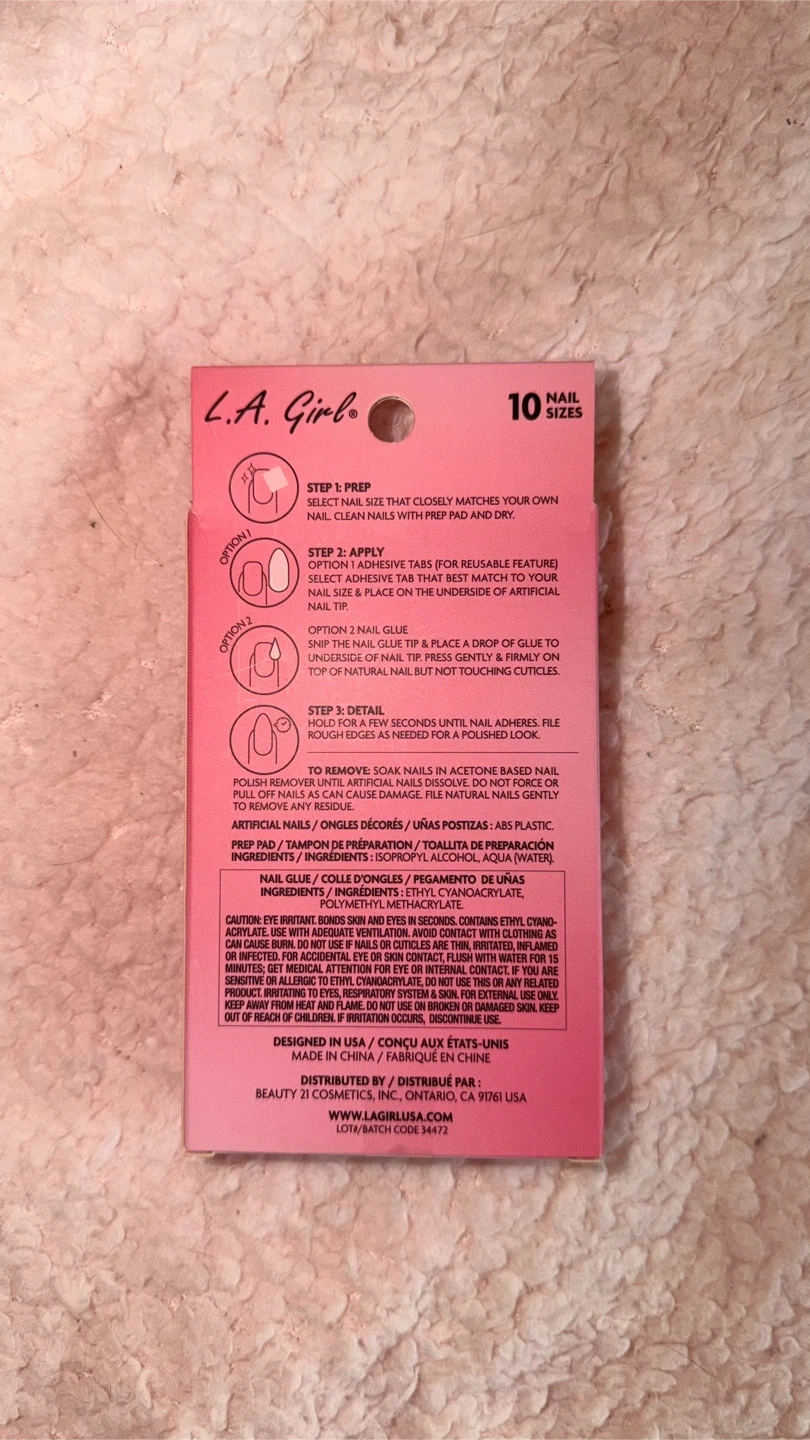 L.A. Girl®
10 NAIL
SIZES
STEP 1: PREP
SELECT NAIL SIZE THAT CLOSELY MATCHES YOUR OWN
NAIL. CLEAN NAILS WITH PREP PAD AND DRY.
OPTION 1
STEP 2: APPLY
OPTION 1 ADHESIVE TABS (FOR REUSABLE FEATURE)
SELECT ADHESIVE TAB THAT BEST MATCH TO YOUR
NAIL SIZE & PLACE ON THE UNDERSIDE OF ARTIFICIAL
NAIL TIP.
OPTION 2
OPTION 2 NAIL GLUE
SNIP THE NAIL GLUE TIP & PLACE A DROP OF GLUE TO
UNDERSIDE OF NAIL TIP. PRESS GENTLY & FIRMLY ON
TOP OF NATURAL NAIL BUT NOT TOUCHING CUTICLES.
STEP 3: DETAIL
HOLD FOR A FEW SECONDS UNTIL NAIL ADHERES. FILE
ROUGH EDGES AS NEEDED FOR A POLISHED LOOK.
TO REMOVE: SOAK NAILS IN ACETONE BASED NAIL
POLISH REMOVER UNTIL ARTIFICIAL NAILS DISSOLVE. DO NOT FORCE OR
PULL OFF NAILS AS CAN CAUSE DAMAGE. FILE NATURAL NAILS GENTLY
TO REMOVE ANY RESIDUE.
ARTIFICIAL NAILS / ONGLES DÉCORÉS / UÑAS POSTIZAS : ABS PLASTIC.
PREP PAD / TAMPON DE PRÉPARATION / TOALLITA DE PREPARACIÓN
INGREDIENTS / INGRÉDIENTS : ISOPROPYL ALCOHOL, AQUA (WATER).
NAIL GLUE / COLLE D'ONGLES / PEGAMENTO DE UÑAS
INGREDIENTS / INGRÉDIENTS : ETHYL CYANOACRYLATE,
POLYMETHYL METHACRYLATE.
CAUTION: EYE IRRITANT. BONDS SKIN AND EYES IN SECONDS. CONTAINS ETHYL CYANO-
ACRYLATE. USE WITH ADEQUATE VENTILATION. AVOID CONTACT WITH CLOTHING AS
CAN CAUSE BURN. DO NOT USE IF NAILS OR CUTICLES ARE THIN, IRRITATED, INFLAMED
OR INFECTED. FOR ACCIDENTAL EYE OR SKIN CONTACT, FLUSH WITH WATER FOR 15
MINUTES; GET MEDICAL ATTENTION FOR EYE OR INTERNAL CONTACT. IF YOU ARE
SENSITIVE OR ALLERGIC TO ETHYL CYANOACRYLATE, DO NOT USE THIS OR ANY RELATED
PRODUCT. IRRITATING TO EYES, RESPIRATORY SYSTEM & SKIN. FOR EXTERNAL USE ONLY.
KEEP AWAY FROM HEAT AND FLAME. DO NOT USE ON BROKEN OR DAMAGED SKIN. KEEP
OUT OF REACH OF CHILDREN. IF IRRITATION OCCURS, DISCONTINUE USE.
DESIGNED IN USA / CONÇU AUX ÉTATS-UNIS
MADE IN CHINA / FABRIQUÉ EN CHINE
DISTRIBUTED BY / DISTRIBUÉ PAR :
BEAUTY 21 COSMETICS, INC., ONTARIO, CA 91761 USA
WWW.LAGIRLUSA.COM
LOT#/BATCH CODE 34472